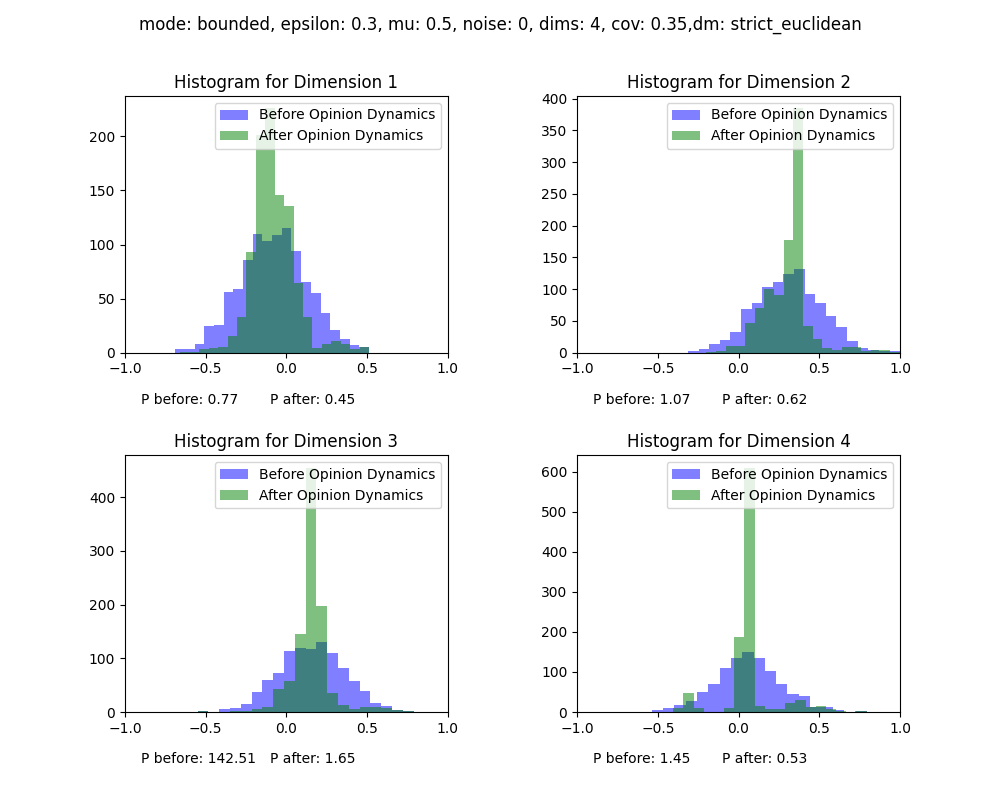 mode: bounded, epsilon: 0.3, mu: 0.5, noise: 0, dims: 4, cov: 0.35,dm: strict_euclidean
Histogram for Dimension 1
Before Opinion Dynamics
After Opinion Dynamics
200
150
100
50
0
−1.0 −0.5 0.0 0.5 1.0
P before: 0.77 P after: 0.45
Histogram for Dimension 2
Before Opinion Dynamics
After Opinion Dynamics
400
350
300
250
200
150
100
50
0
−1.0 −0.5 0.0 0.5 1.0
P before: 1.07 P after: 0.62
Histogram for Dimension 3
Before Opinion Dynamics
After Opinion Dynamics
400
300
200
100
0
−1.0 −0.5 0.0 0.5 1.0
P before: 142.51 P after: 1.65
Histogram for Dimension 4
Before Opinion Dynamics
After Opinion Dynamics
600
500
400
300
200
100
0
−1.0 −0.5 0.0 0.5 1.0
P before: 1.45 P after: 0.53